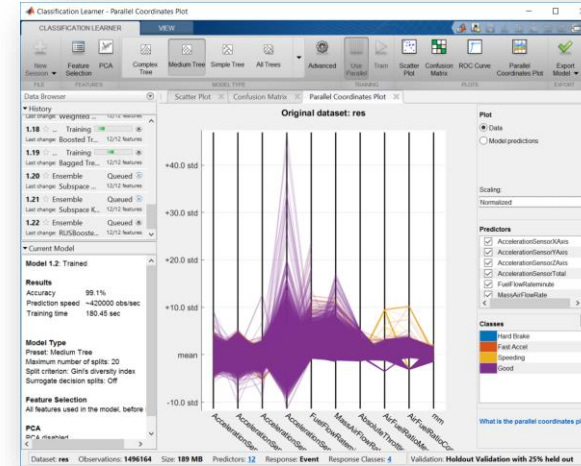 Classification Learner - Parallel Coordinates Plot
CLASSIFICATION LEARNER VIEW
New Session
Feature Selection
PCA
Complex Tree
Medium Tree
Simple Tree
All Trees
Advanced
Use Parallel
Train
Scatter Plot
Confusion Matrix
ROC Curve
Parallel Coordinates Plot
Export Model
FILE FEATURES MODEL TYPE TRAINING PLOTS EXPORT
Data Browser
History
Last change: Weighted ... 12/12 features
1.18 ... Training
Last change: Boosted Tr... 12/12 features
1.19 ... Training
Last change: Bagged Tre... 12/12 features
1.20 Ensemble Queued
Last change: Subspace ... 12/12 features
1.21 Ensemble Queued
Last change: Subspace K... 12/12 features
1.22 Ensemble Queued
Last change: RUSBooste... 12/12 features
Current Model
Model 1.2: Trained
Results
Accuracy 99.1%
Prediction speed ~420000 obs/sec
Training time 180.45 sec
Model Type
Preset: Medium Tree
Maximum number of splits: 20
Split criterion: Gini's diversity index
Surrogate decision splits: Off
Feature Selection
All features used in the model, before
PCA
PCA disabled
Scatter Plot Confusion Matrix Parallel Coordinates Plot
Original dataset: res
+40.0 std
+30.0 std
+20.0 std
+10.0 std
mean
-10.0 std
AccelerationSen
AccelerationSen
AccelerationSen
AccelerationSen
FuelFlowRatemi
MassAirFlowRa
AbsoluteThrottl
AirFuelRatioMe
AirFuelRatioCo
mm
Plot
Data
Model predictions
Scaling:
Normalized
Predictors
AccelerationSensorXAxis
AccelerationSensorYAxis
AccelerationSensorZAxis
AccelerationSensorTotal
FuelFlowRateminute
MassAirFlowRate
Classes
Hard Brake
Fast Accel
Speeding
Good
What is the parallel coordinates pl
Dataset: res Observations: 1496164 Size: 189 MB Predictors: 12 Response: Event Response Classes: 4 Validation: Holdout Validation with 25% held out